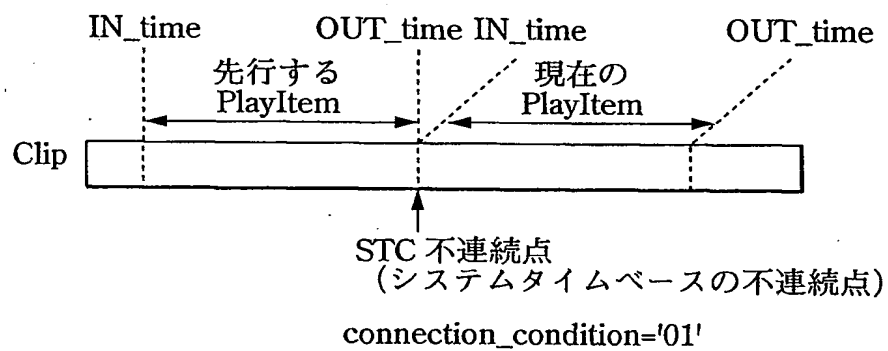 IN_time OUT_time IN_time OUT_time
先行する
PlayItem
現在の
PlayItem
Clip
STC 不連続点
(システムタイムベースの不連続点)
connection_condition='01'